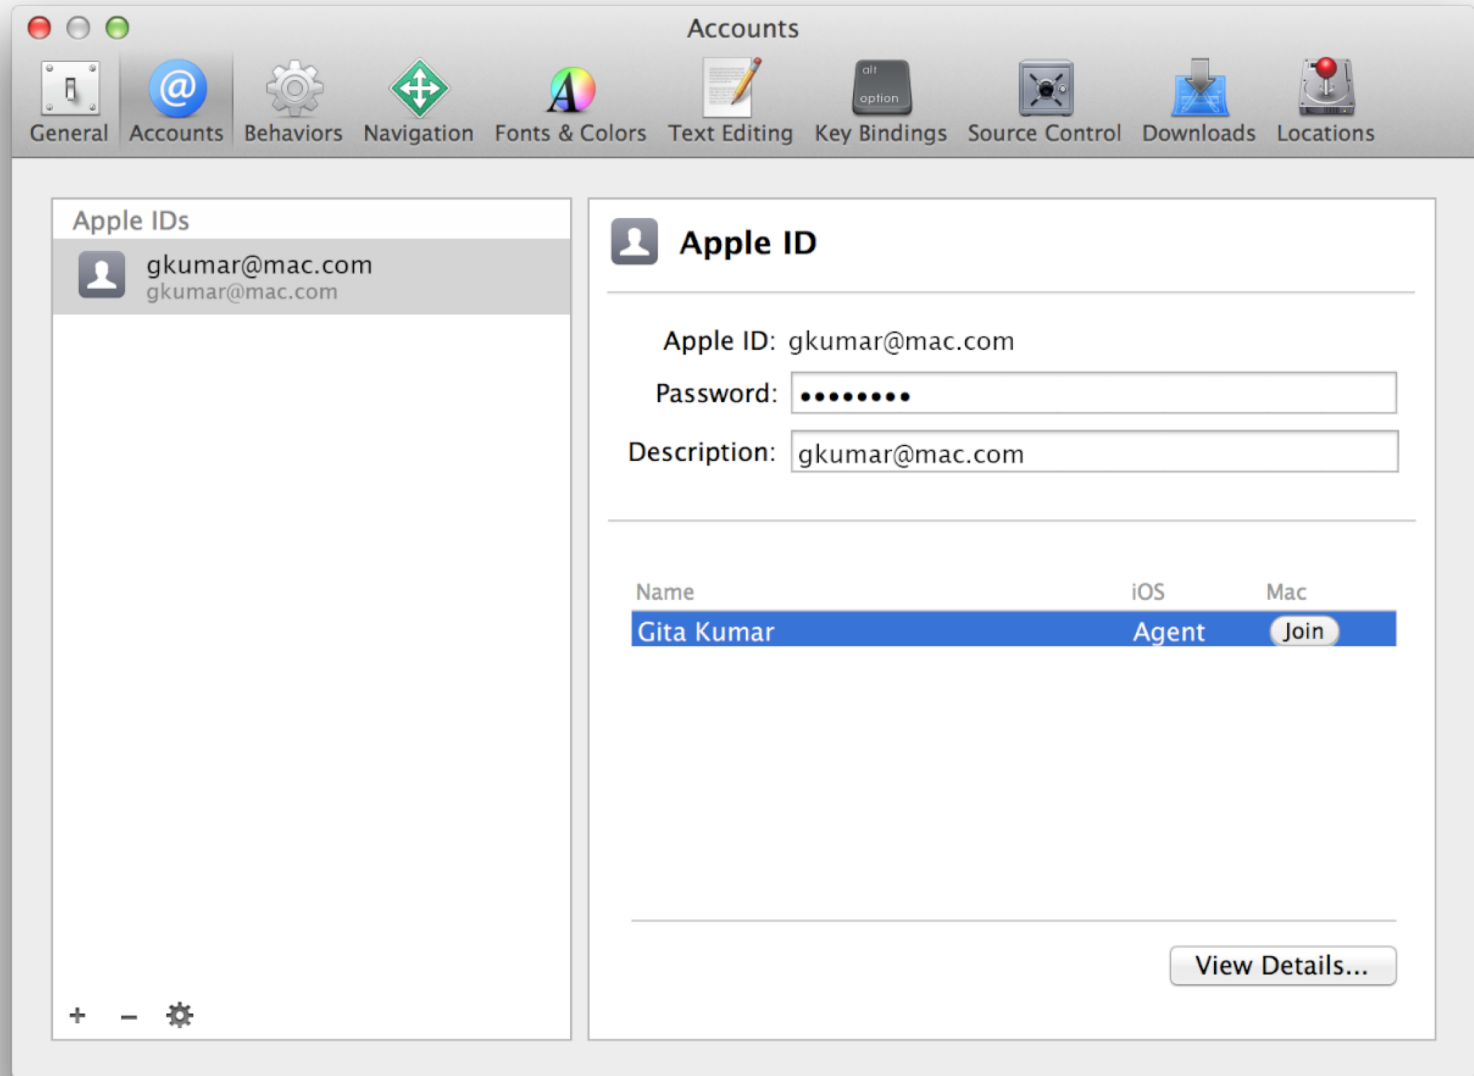 Accounts
alt
option
General Accounts Behaviors Navigation Fonts & Colors Text Editing Key Bindings Source Control Downloads Locations
Apple IDs
gkumar@mac.com
gkumar@mac.com
Apple ID
Apple ID: gkumar@mac.com
Password: ••••••••
Description: gkumar@mac.com
Name iOS Mac
Gita Kumar Agent Join
View Details...